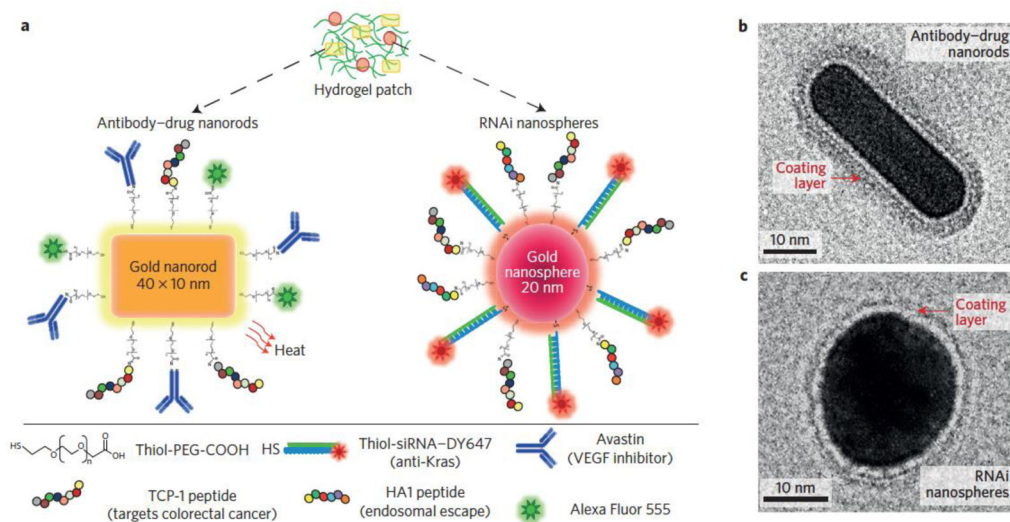 a
Hydrogel patch
Antibody–drug nanorods
RNAi nanospheres
Gold nanorod
40 × 10 nm
Heat
Gold
nanosphere
20 nm
HS
O
O
n
O
OH
Thiol-PEG-COOH
HS
Thiol-siRNA–DY647
(anti-Kras)
Avastin
(VEGF inhibitor)
TCP-1 peptide
(targets colorectal cancer)
HA1 peptide
(endosomal escape)
Alexa Fluor 555
b
Antibody–drug
nanorods
Coating
layer
10 nm
c
Coating
layer
10 nm
RNAi
nanospheres